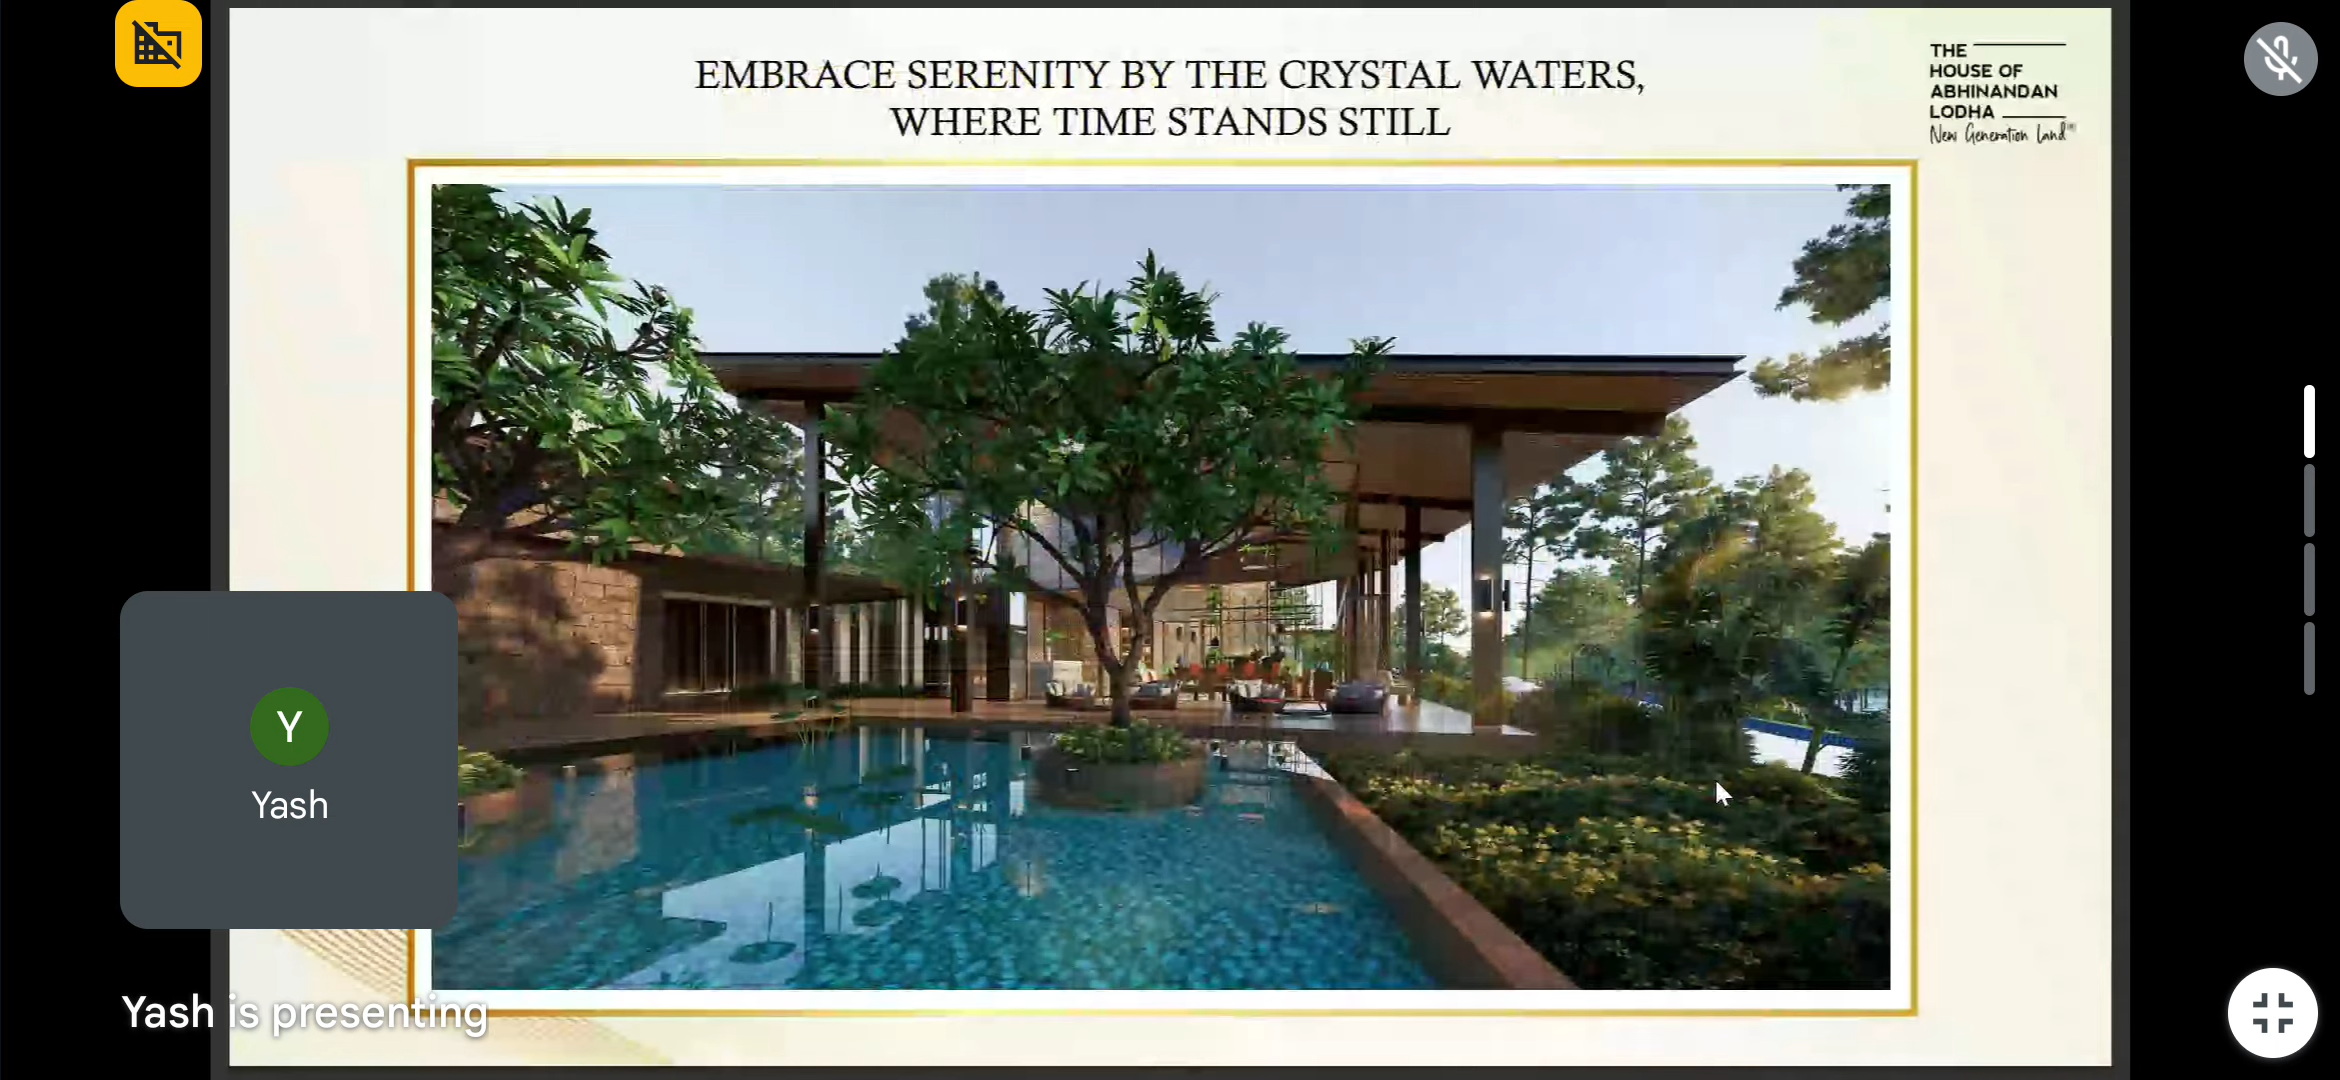 EMBRACE SERENITY BY THE CRYSTAL WATERS,
WHERE TIME STANDS STILL
THE
HOUSE OF
ABHINANDAN
LODHA
New Generation Land®
Y
Yash
Yash is presenting